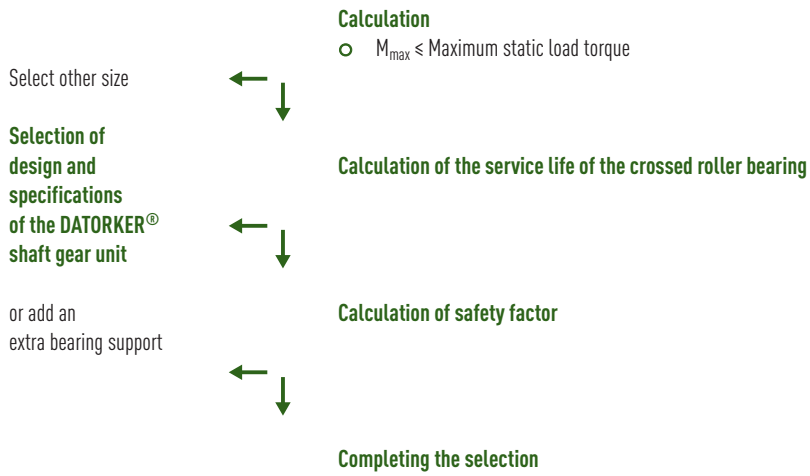 Calculation
Mmax ≤ Maximum static load torque
Select other size
Selection of
design and
specifications
of the DATORKER®
shaft gear unit
Calculation of the service life of the crossed roller bearing
or add an
extra bearing support
Calculation of safety factor
Completing the selection